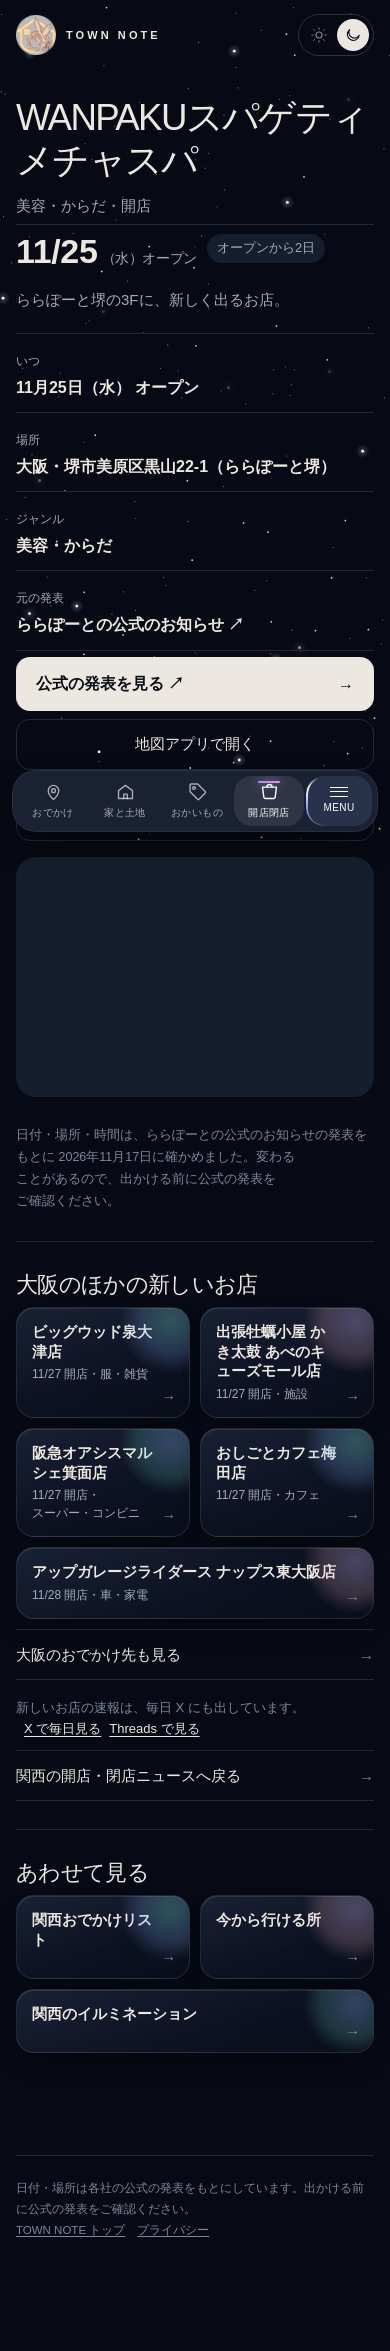 TOWN NOTE
WANPAKUスパゲティ
メチャスパ
美容・からだ・開店
11/25 （水）オープン オープンから2日
ららぽーと堺の3Fに、新しく出るお店。
いつ
11月25日（水） オープン
場所
大阪・堺市美原区黒山22-1（ららぽーと堺）
ジャンル
美容・からだ
元の発表
ららぽーとの公式のお知らせ ↗
公式の発表を見る ↗ →
地図アプリで開く
おでかけ 家と土地 おかいもの 開店閉店 MENU
日付・場所・時間は、ららぽーとの公式のお知らせの発表を
もとに 2026年11月17日に確かめました。変わる
ことがあるので、出かける前に公式の発表を
ご確認ください。
大阪のほかの新しいお店
ビッグウッド泉大
津店
11/27 開店・服・雑貨
→
出張牡蠣小屋 か
き太鼓 あべのキ
ューズモール店
11/27 開店・施設
→
阪急オアシスマル
シェ箕面店
11/27 開店・
スーパー・コンビニ
→
おしごとカフェ梅
田店
11/27 開店・カフェ
→
アップガレージライダース ナップス東大阪店
11/28 開店・車・家電
→
大阪のおでかけ先も見る →
新しいお店の速報は、毎日 X にも出しています。
X で毎日見る Threads で見る
関西の開店・閉店ニュースへ戻る →
あわせて見る
関西おでかけリス
ト
→
今から行ける所
→
関西のイルミネーション
→
日付・場所は各社の公式の発表をもとにしています。出かける前
に公式の発表をご確認ください。
TOWN NOTE トップ プライバシー